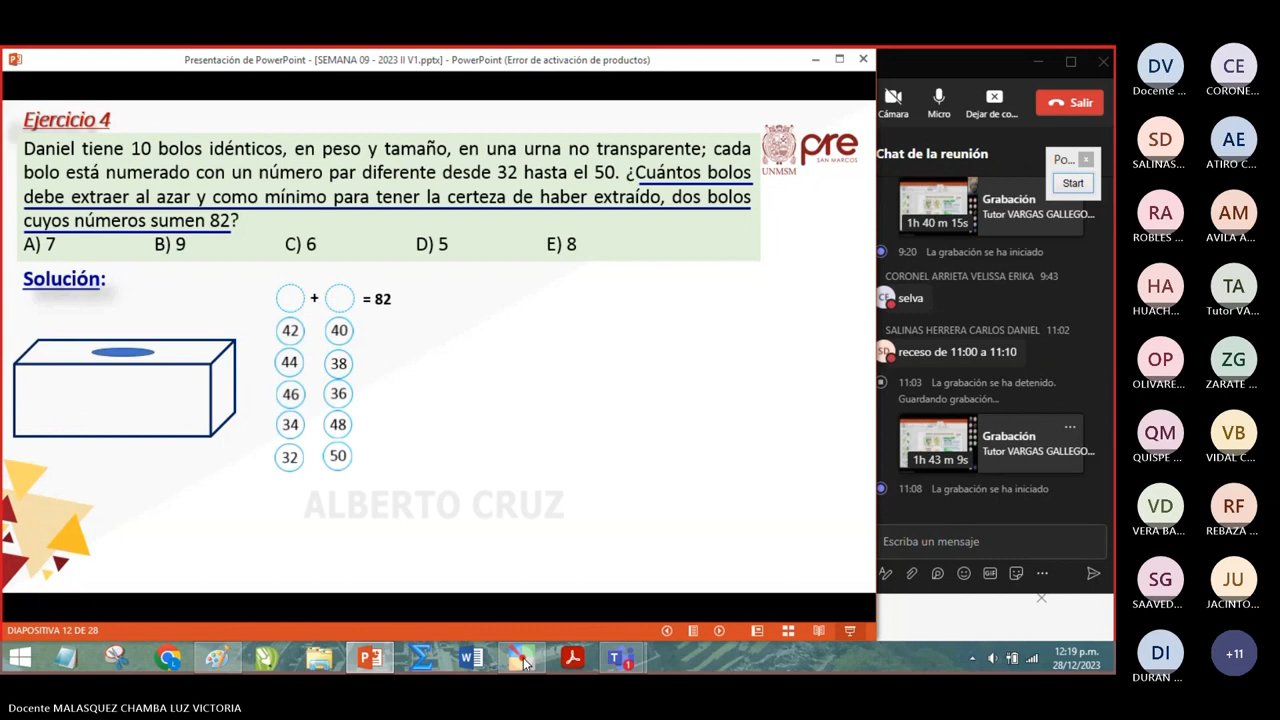 Presentación de PowerPoint - [SEMANA 09 - 2023 II V1.pptx] - PowerPoint (Error de activación de productos)
Ejercicio 4
Daniel tiene 10 bolos idénticos, en peso y tamaño, en una urna no transparente; cada
bolo está numerado con un número par diferente desde 32 hasta el 50. ¿Cuántos bolos
debe extraer al azar y como mínimo para tener la certeza de haber extraído, dos bolos
cuyos números sumen 82?
A) 7 B) 9 C) 6 D) 5 E) 8
pre
SAN MARCOS
UNMSM
Solución:
+ = 82
42 40
44 38
46 36
34 48
32 50
ALBERTO CRUZ
DIAPOSITIVA 12 DE 28
Cámara Micro Dejar de co... Salir
Chat de la reunión
Po... x
Start
Grabación
Tutor VARGAS GALLEGO...
1h 40 m 15s
9:20 La grabación se ha iniciado
CORONEL ARRIETA VELISSA ERIKA 9:43
CE selva
SALINAS HERRERA CARLOS DANIEL 11:02
SD receso de 11:00 a 11:10
11:03 La grabación se ha detenido.
Guardando grabación...
Grabación
Tutor VARGAS GALLEGO...
1h 43 m 9s
11:08 La grabación se ha iniciado
Escriba un mensaje
GIF
12:19 p.m.
28/12/2023
DV CE
Docente ... CORONE...
SD AE
SALINAS... ATIRO C...
RA AM
ROBLES ... AVILA A...
HA TA
HUACH... Tutor VA...
OP ZG
OLIVARE... ZARATE ...
QM VB
QUISPE ... VIDAL C...
VD RF
VERA BA... REBAZA ...
SG JU
SAAVED... JACINTO...
DI +11
DURAN ...
Docente MALASQUEZ CHAMBA LUZ VICTORIA